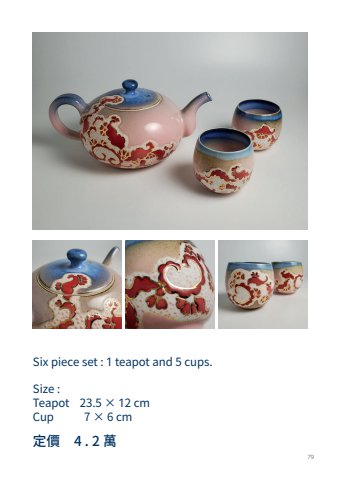 Six piece set : 1 teapot and 5 cups.
Size :
Teapot 23.5 × 12 cm
Cup 7 × 6 cm
定價 4 . 2 萬
79